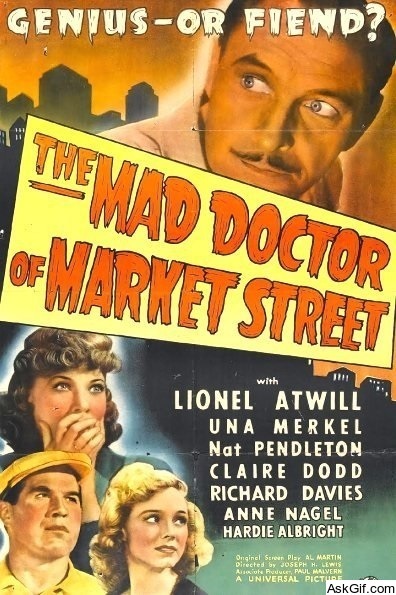 GENIUS-OR FIEND?
THE MAD DOCTOR
OF MARKET STREET
with
LIONEL ATWILL
UNA MERKEL
Nat PENDLETON
CLAIRE DODD
RICHARD DAVIES
ANNE NAGEL
HARDIE ALBRIGHT
Original Screen Play AL MARTIN
Directed by JOSEPH H. LEWIS
Associate Producer, PAUL MALVERN
A UNIVERSAL PICTURE
AskGif.com